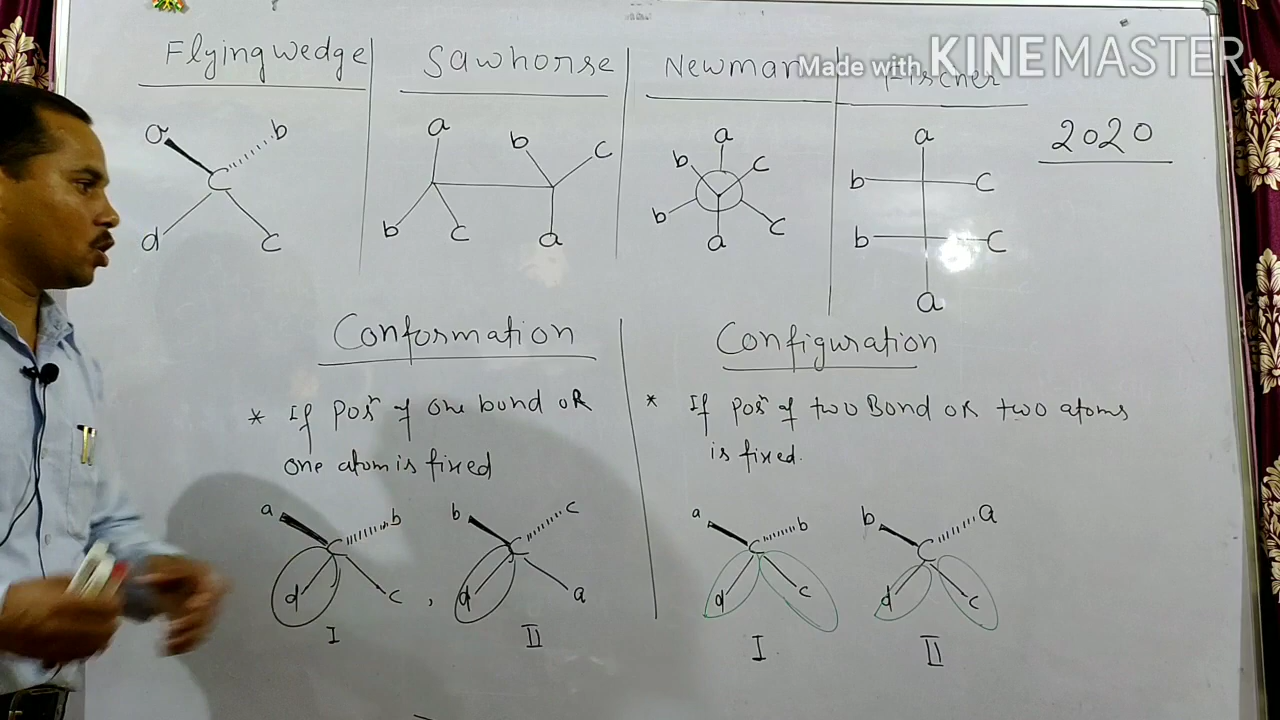 Flyingwedge
Sawhorse
Newman
Fischer
Made with KINEMASTER
2020
a b
C
d c
a b c
b c a
a
b c
b c
a
a
b c
b c
a
Conformation
* If posn of one bond OR
one atom is fixed
a b
C
d c
I
,
b c
C
d a
II
Configuration
* If posn of two Bond OR two atoms
is fixed.
a b
C
d c
I
b a
C
d c
II